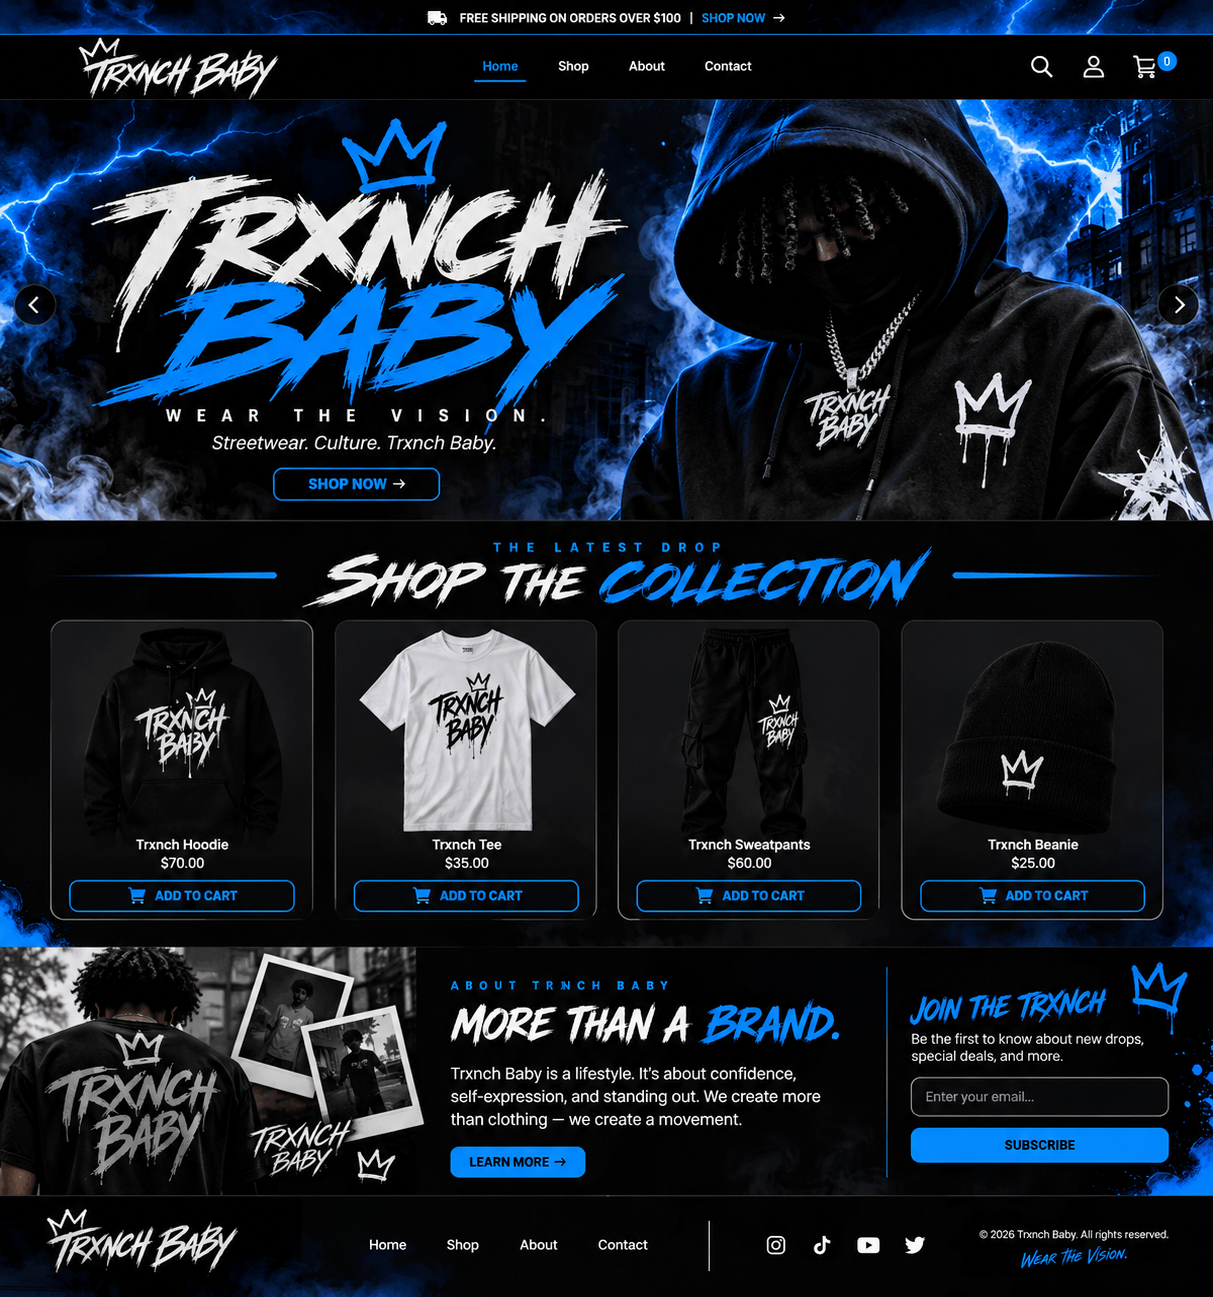 FREE SHIPPING ON ORDERS OVER $100 | SHOP NOW →
TRXNCH BABY
Home Shop About Contact
0
TRXNCH
BABY
WEAR THE VISION.
Streetwear. Culture. Trxnch Baby.
SHOP NOW →
TRXNCH
BABY
THE LATEST DROP
SHOP THE COLLECTION
TRXNCH
BABY
Trxnch Hoodie
$70.00
ADD TO CART
TRXNCH
BABY
Trxnch Tee
$35.00
ADD TO CART
TRXNCH
BABY
Trxnch Sweatpants
$60.00
ADD TO CART
Trxnch Beanie
$25.00
ADD TO CART
TRXNCH
BABY
TRXNCH
BABY
ABOUT TRXNCH BABY
MORE THAN A BRAND.
Trxnch Baby is a lifestyle. It's about confidence,
self-expression, and standing out. We create more
than clothing — we create a movement.
LEARN MORE →
JOIN THE TRXNCH
Be the first to know about new drops,
special deals, and more.
Enter your email...
SUBSCRIBE
TRXNCH BABY
Home Shop About Contact
© 2026 Trxnch Baby. All rights reserved.
WEAR THE VISION.